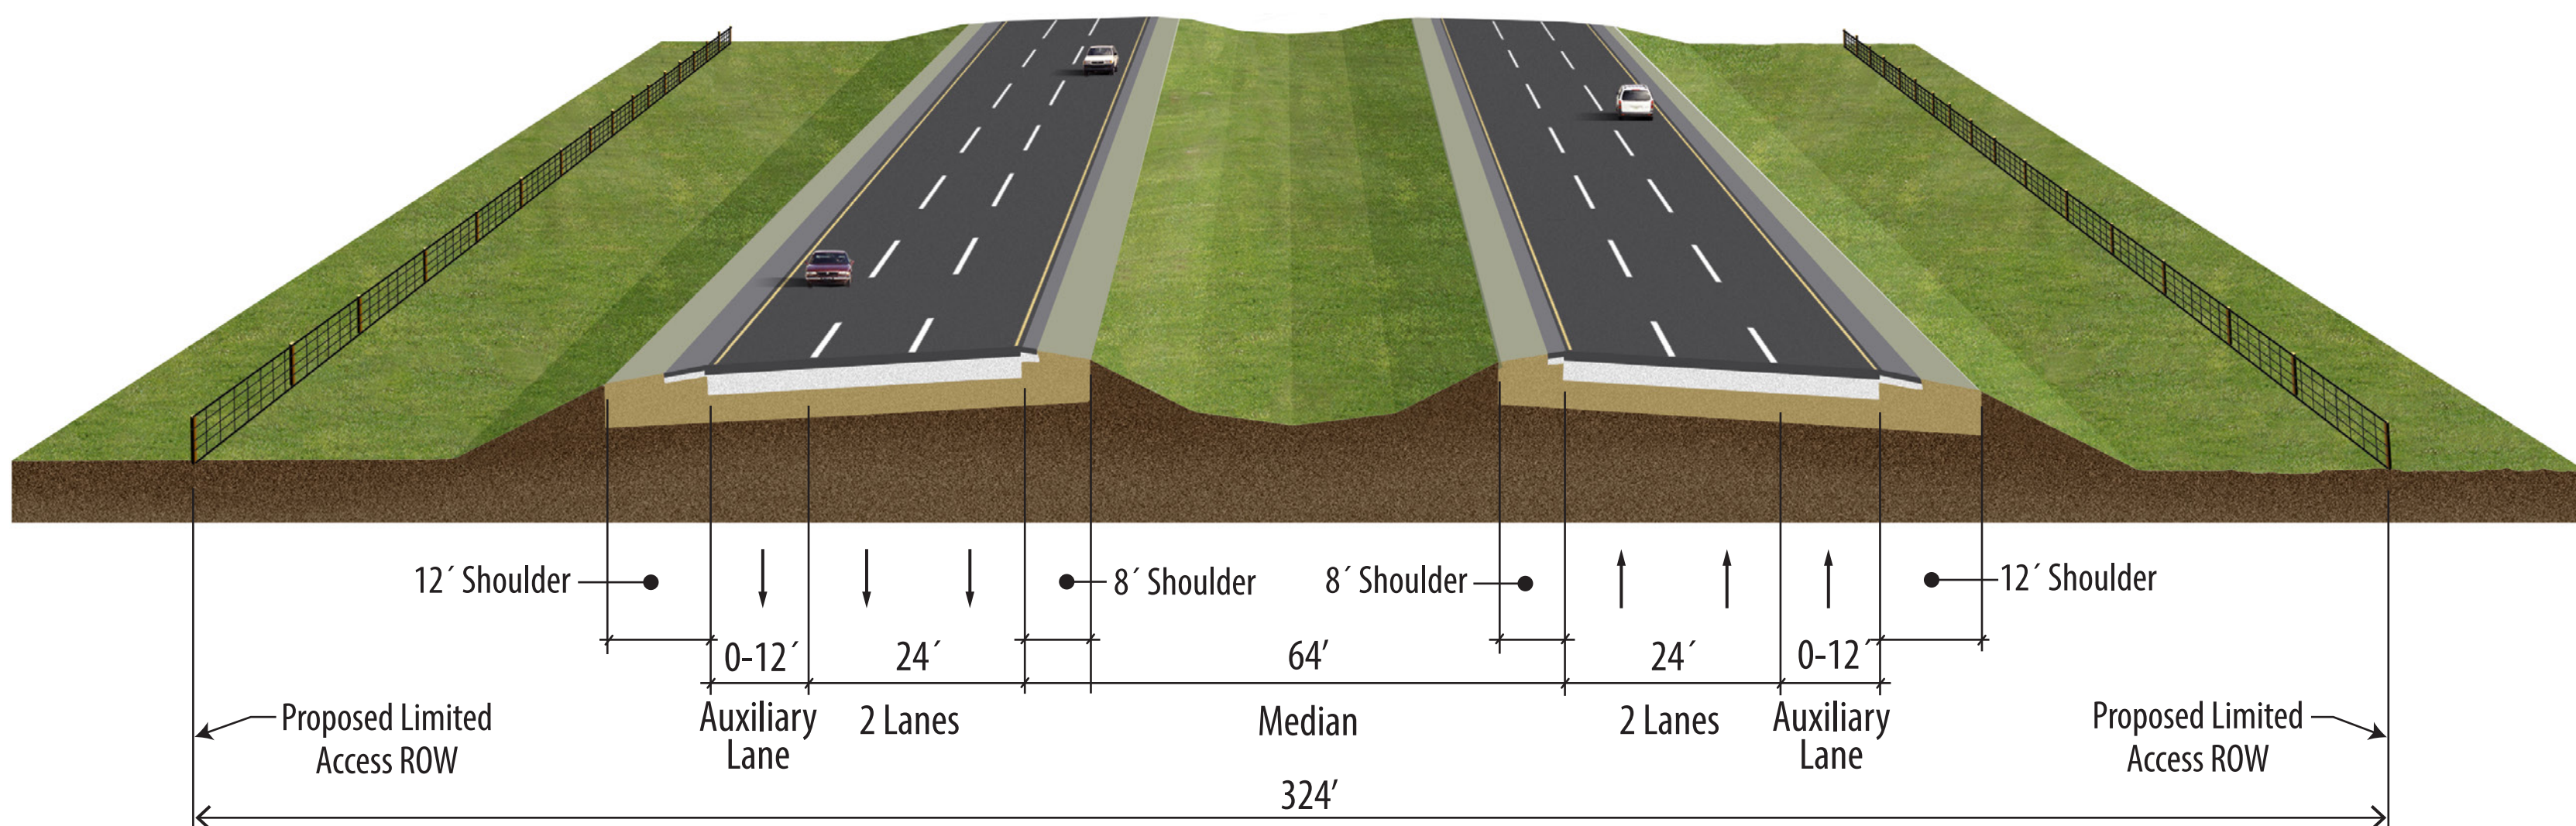 12´ Shoulder
8´ Shoulder
8´ Shoulder
12´ Shoulder
0-12´
24´
64’
24´
0-12´
Proposed Limited
Access ROW
Auxiliary
Lane
2 Lanes
Median
2 Lanes
Auxiliary
Lane
Proposed Limited
Access ROW
324’